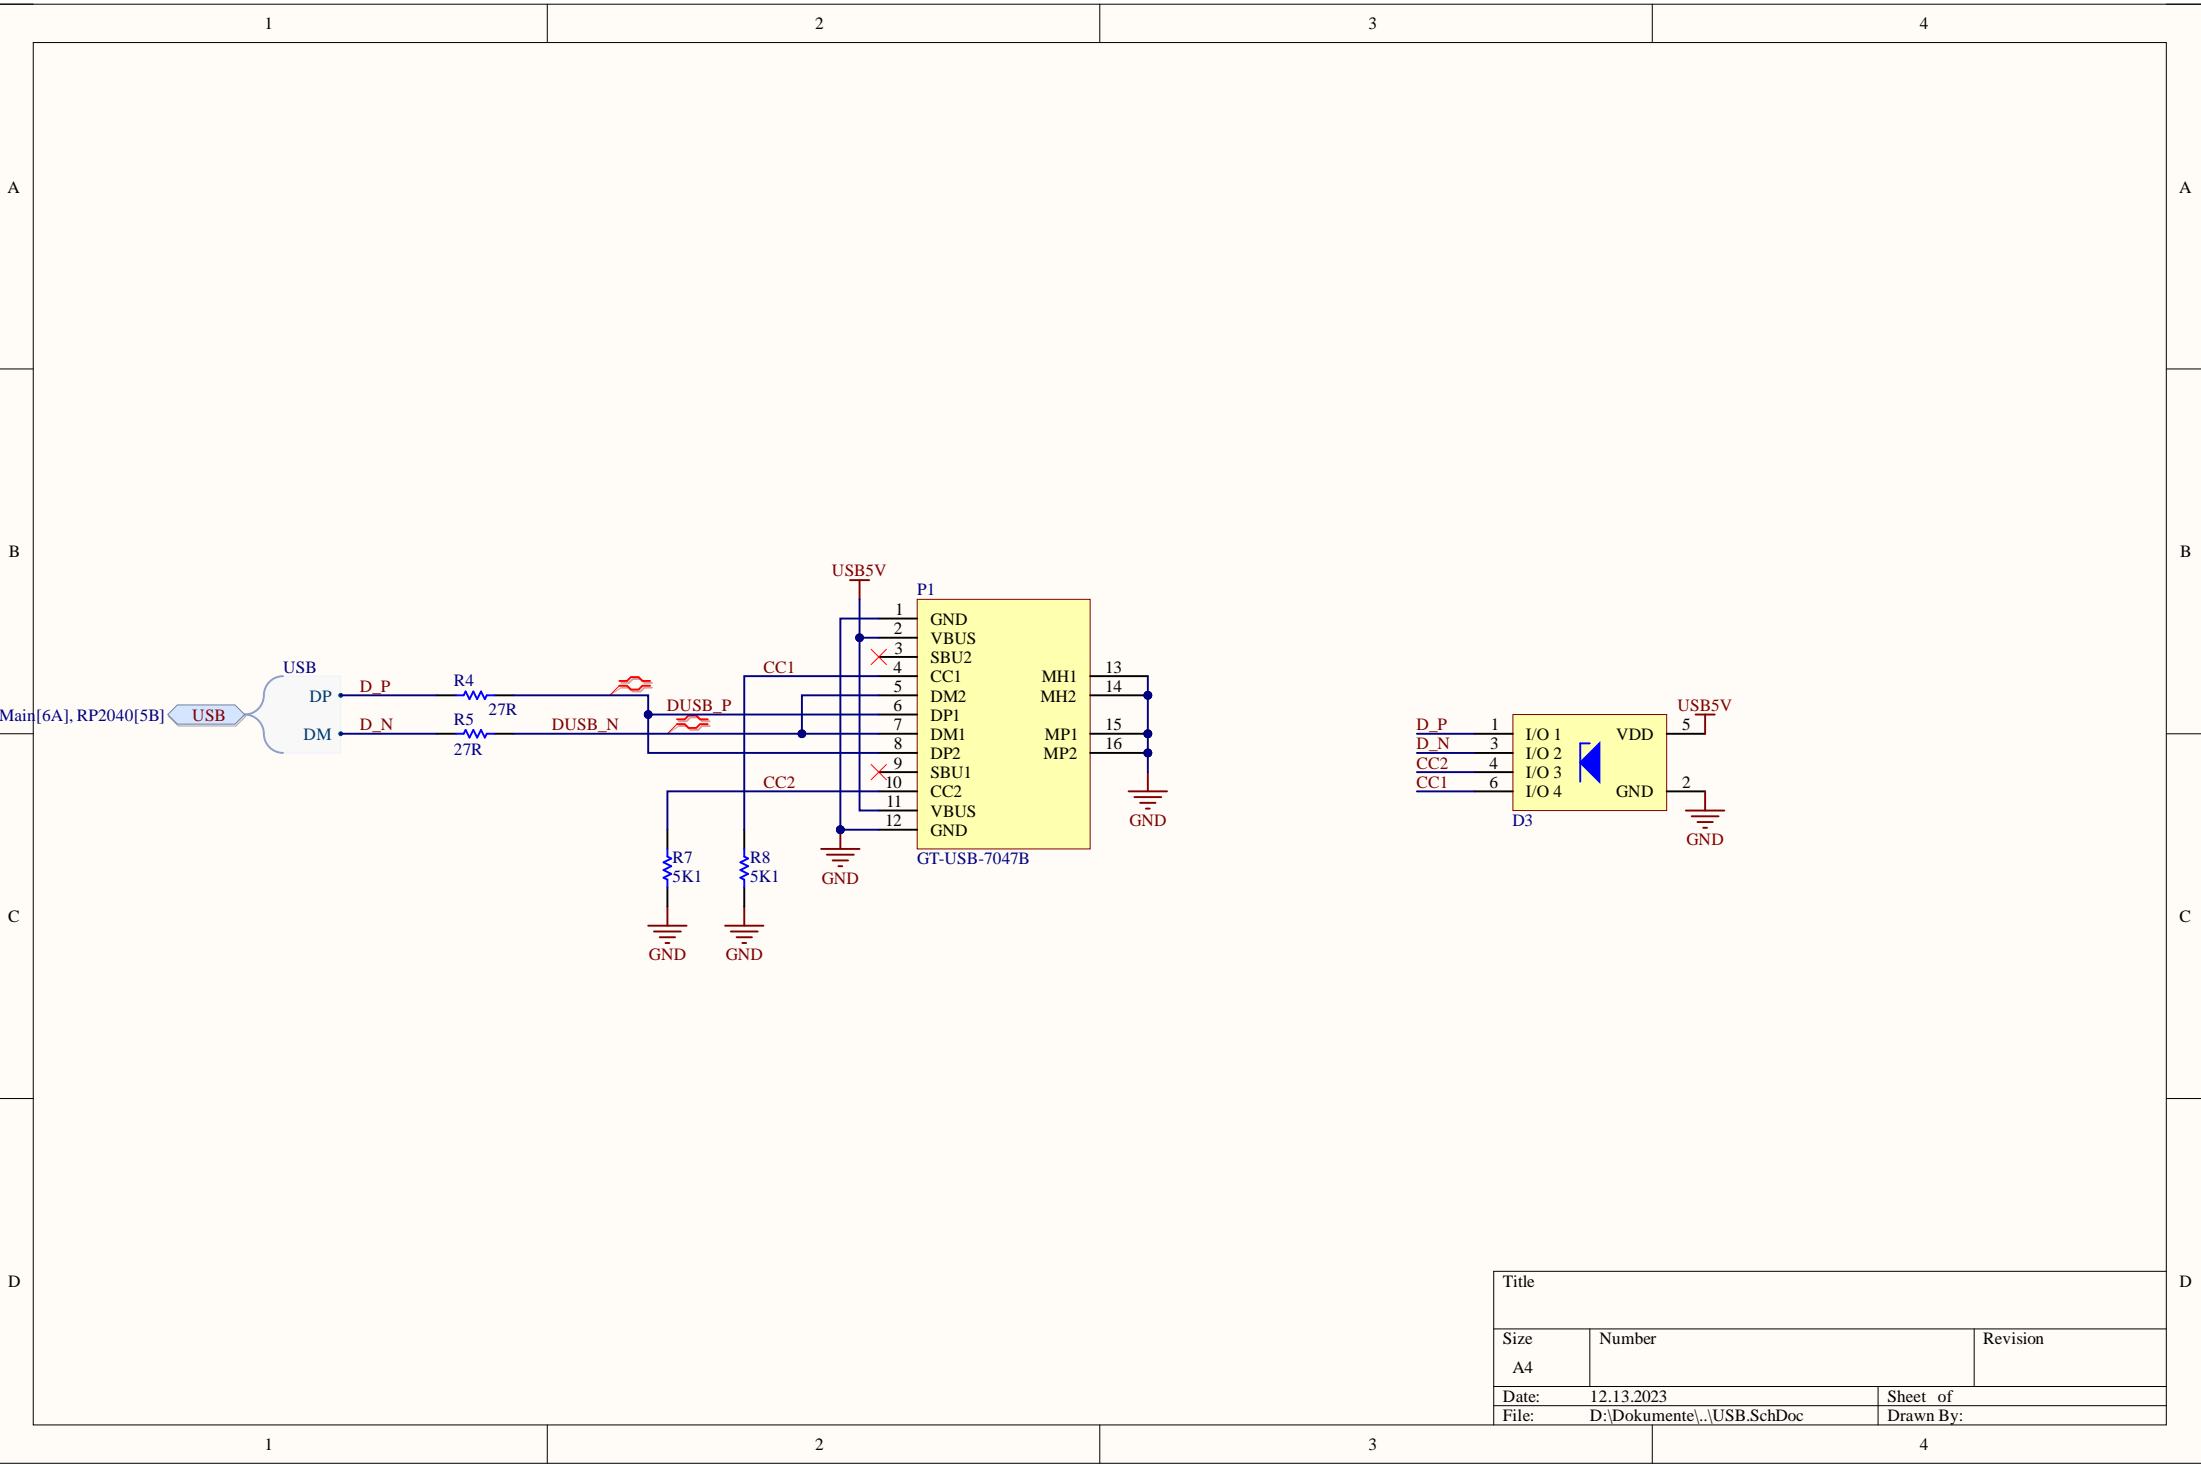 1 2 3 4
A A
B B
C C
D D
USB5V
P1
1 GND
2 VBUS
3 SBU2
CC1 4 CC1
5 DM2
DUSB_P 6 DP1
DUSB_N 7 DM1
8 DP2
9 SBU1
CC2 10 CC2
11 VBUS
12 GND
MH1 13
MH2 14
MP1 15
MP2 16
GND
GT-USB-7047B
GND
USB
Main[6A], RP2040[5B] USB
DP D_P R4 27R
DM D_N R5 27R
R7
5K1
GND
R8
5K1
GND
USB5V
D_P 1 I/O 1 VDD 5
D_N 3 I/O 2
CC2 4 I/O 3
CC1 6 I/O 4 GND 2
D3
GND
Title
Size Number Revision
A4
Date: 12.13.2023 Sheet of
File: D:\Dokumente\..\USB.SchDoc Drawn By:
1 2 3 4